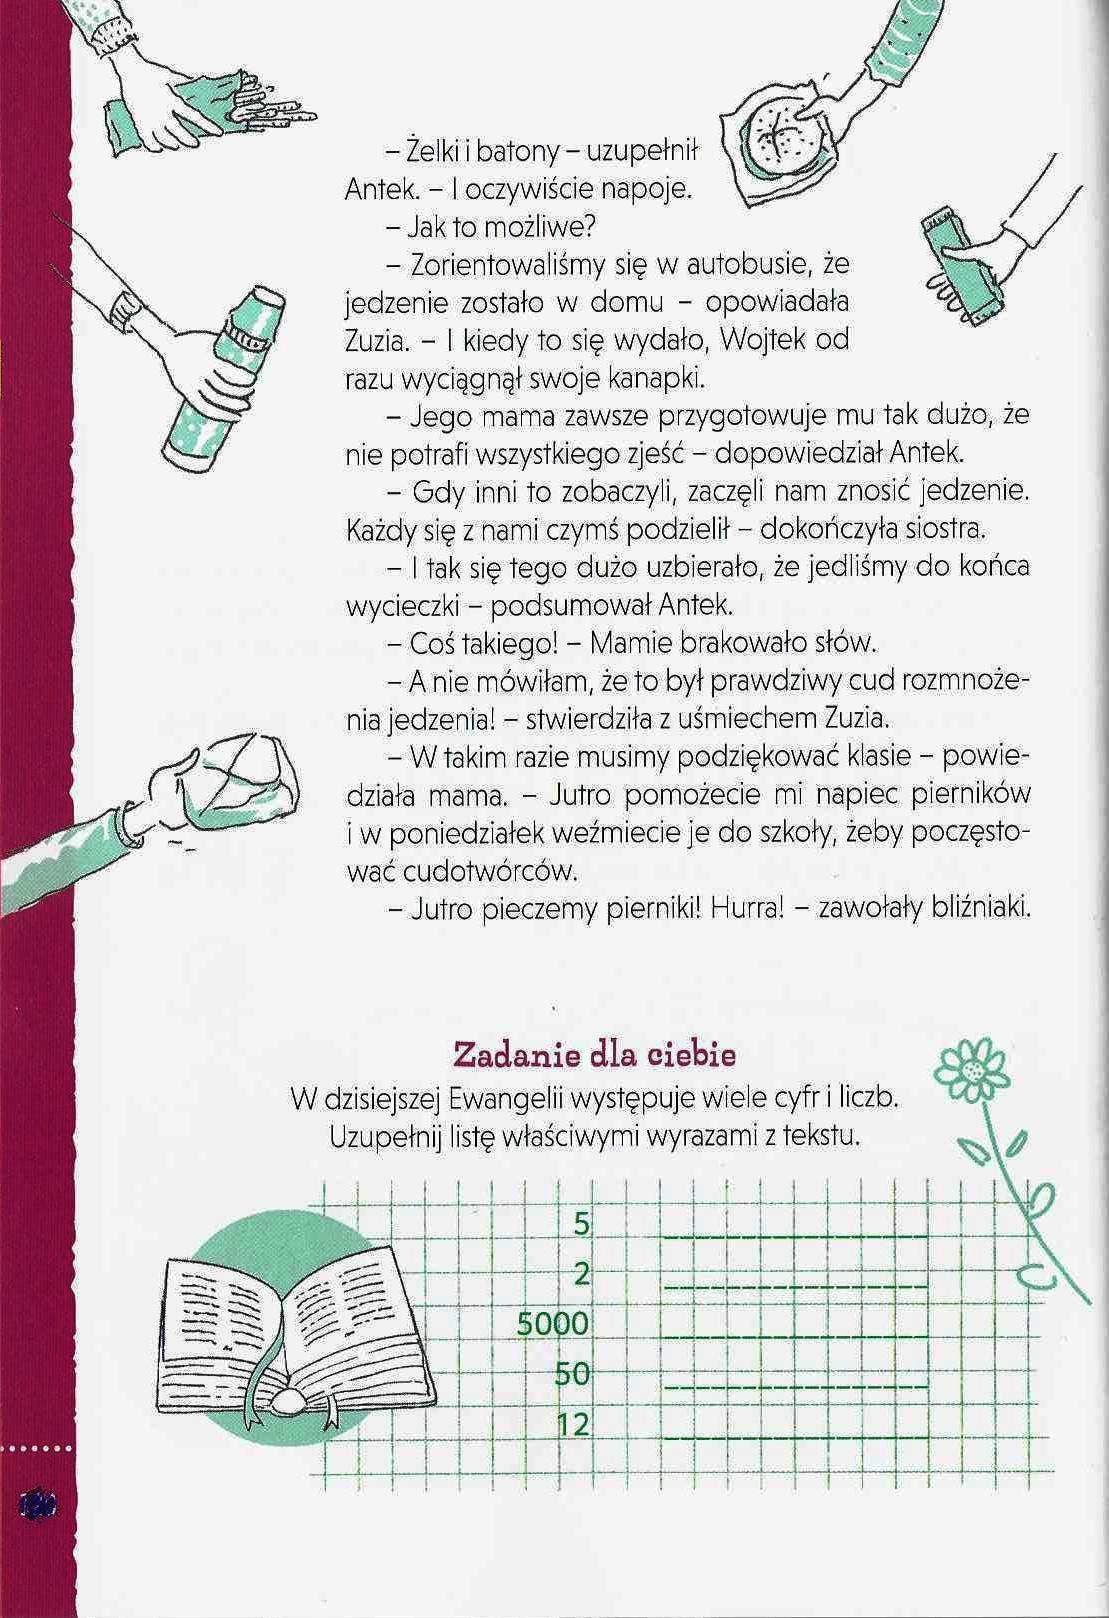 – Żelki i batony – uzupełnił
Antek. – I oczywiście napoje.
– Jak to możliwe?
– Zorientowaliśmy się w autobusie, że
jedzenie zostało w domu – opowiadała
Zuzia. – I kiedy to się wydało, Wojtek od
razu wyciągnął swoje kanapki.
– Jego mama zawsze przygotowuje mu tak dużo, że
nie potrafi wszystkiego zjeść – dopowiedział Antek.
– Gdy inni to zobaczyli, zaczęli nam znosić jedzenie.
Każdy się z nami czymś podzielił – dokończyła siostra.
– I tak się tego dużo uzbierało, że jedliśmy do końca
wycieczki – podsumował Antek.
– Coś takiego! – Mamie brakowało słów.
– A nie mówiłam, że to był prawdziwy cud rozmnoże-
nia jedzenia! – stwierdziła z uśmiechem Zuzia.
– W takim razie musimy podziękować klasie – powie-
działa mama. – Jutro pomożecie mi napiec pierników
i w poniedziałek weźmiecie je do szkoły, żeby poczęsto-
wać cudotwórców.
– Jutro pieczemy pierniki! Hurra! – zawołały bliźniaki.
Zadanie dla ciebie
W dzisiejszej Ewangelii występuje wiele cyfr i liczb.
Uzupełnij listę właściwymi wyrazami z tekstu.
5
2
5000
50
12